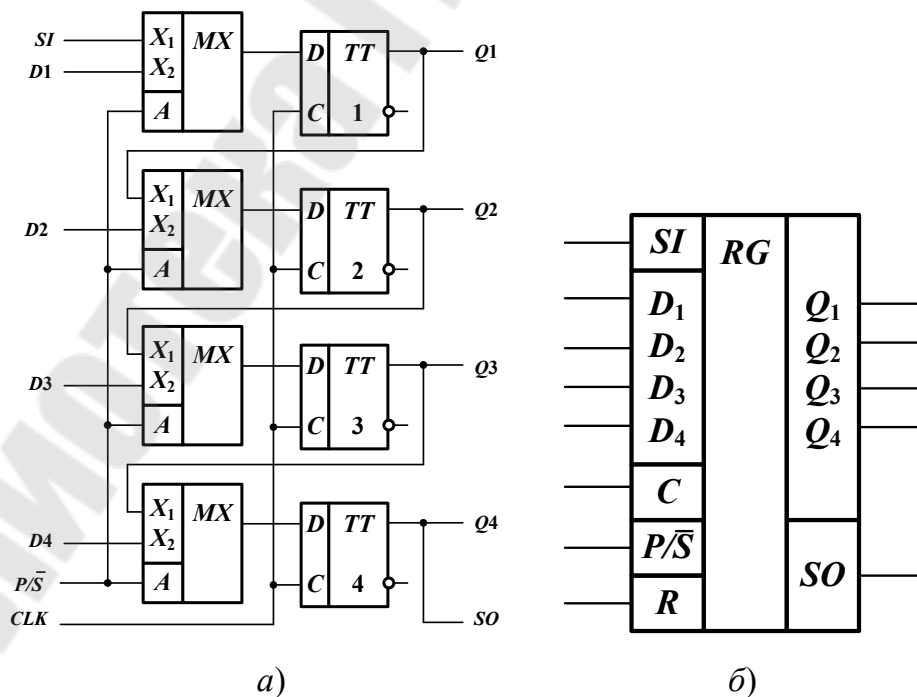 SI X₁ MX D TT Q1
D1 X₂
A C 1
X₁ MX D TT Q2
D2 X₂
A C 2
X₁ MX D TT Q3
D3 X₂
A C 3
X₁ MX D TT Q4
D4 X₂
P/S̅ A C 4
CLK SO
а)
SI RG
D₁ Q₁
D₂ Q₂
D₃ Q₃
D₄ Q₄
C
P/S̅ SO
R
б)